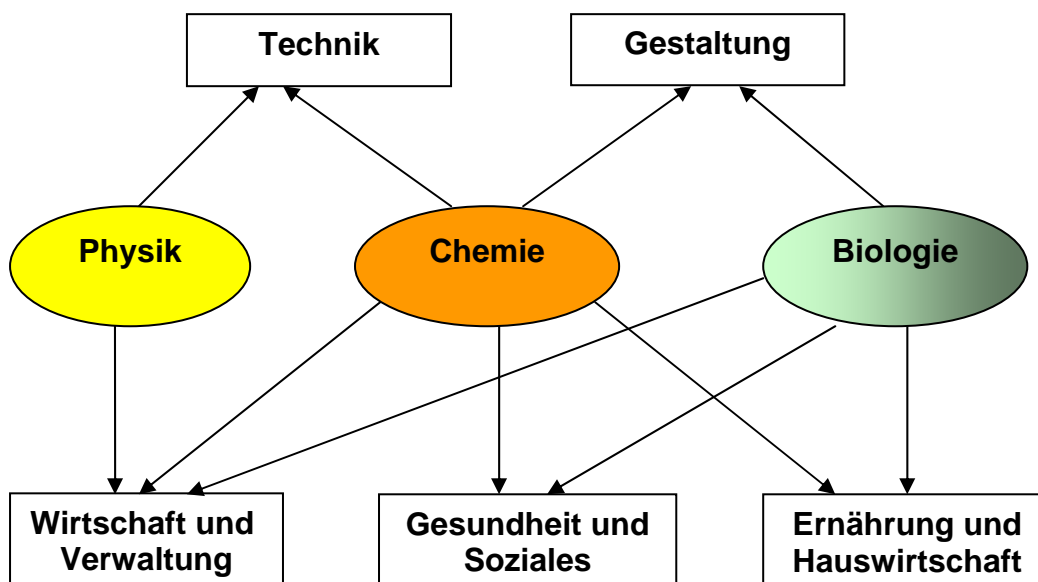 Technik
Gestaltung
Physik
Chemie
Biologie
Wirtschaft und
Verwaltung
Gesundheit und
Soziales
Ernährung und
Hauswirtschaft